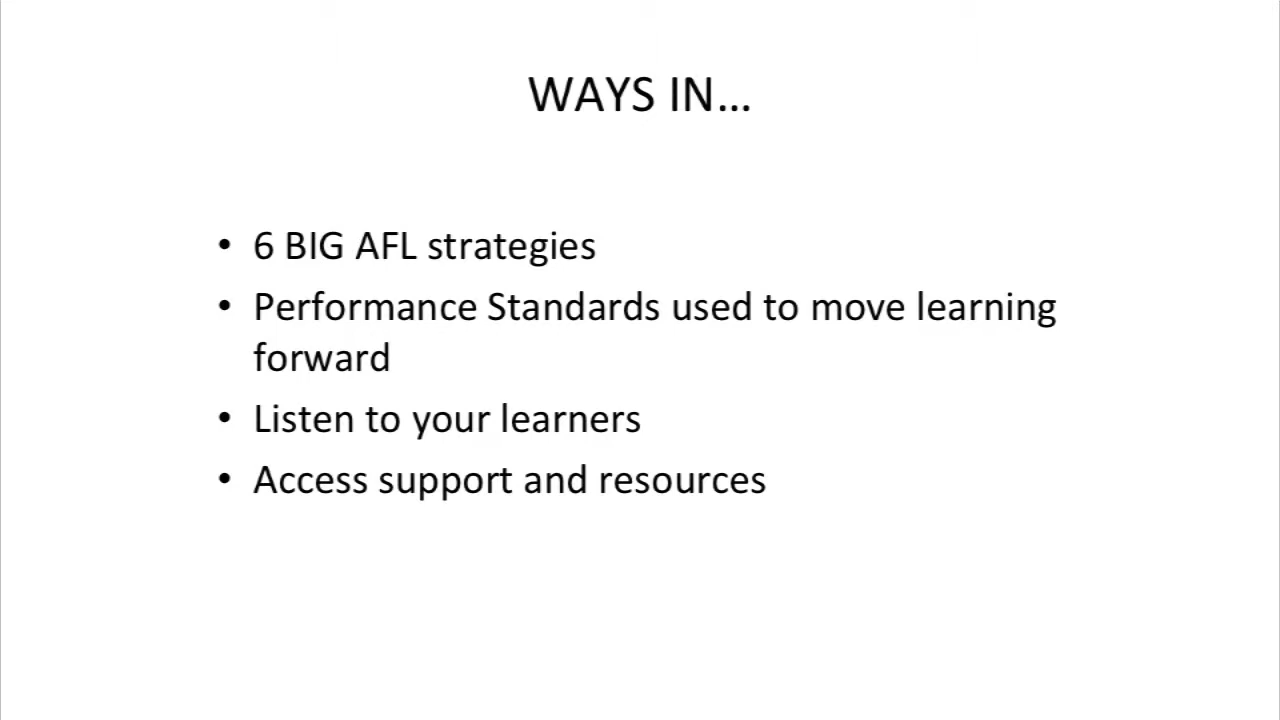 WAYS IN...
• 6 BIG AFL strategies
• Performance Standards used to move learning
forward
• Listen to your learners
• Access support and resources